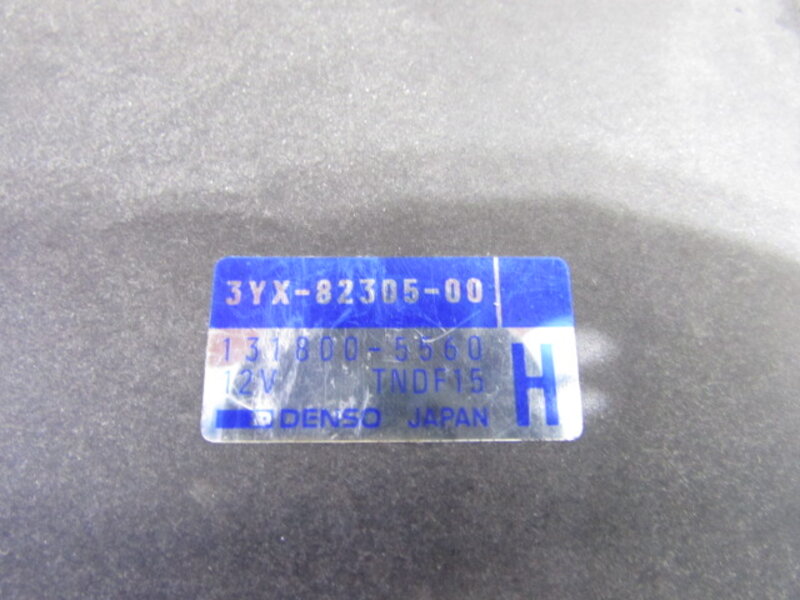 3YX-82305-00
131800-5560
12V TNDF15
H
DENSO JAPAN